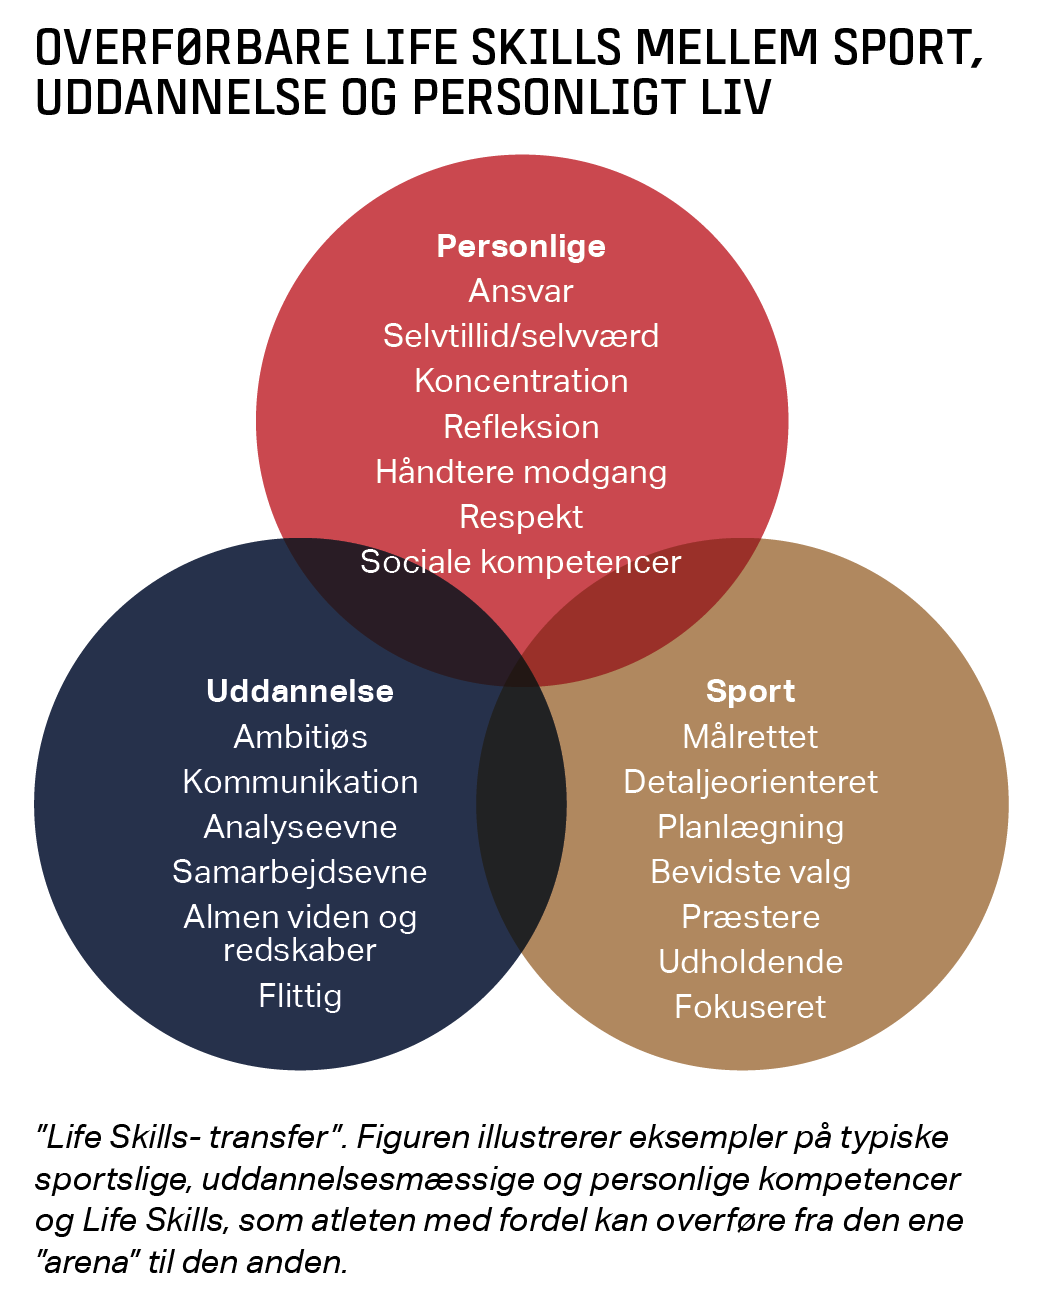 OVERFØRBARE LIFE SKILLS MELLEM SPORT,
UDDANNELSE OG PERSONLIGT LIV
Personlige
Ansvar
Selvtillid/selvværd
Koncentration
Refleksion
Håndtere modgang
Respekt
Sociale kompetencer
Uddannelse
Ambitiøs
Kommunikation
Analyseevne
Samarbejdsevne
Almen viden og
redskaber
Flittig
Sport
Målrettet
Detaljeorienteret
Planlægning
Bevidste valg
Præstere
Udholdende
Fokuseret
"Life Skills- transfer". Figuren illustrerer eksempler på typiske
sportslige, uddannelsesmæssige og personlige kompetencer
og Life Skills, som atleten med fordel kan overføre fra den ene
"arena" til den anden.